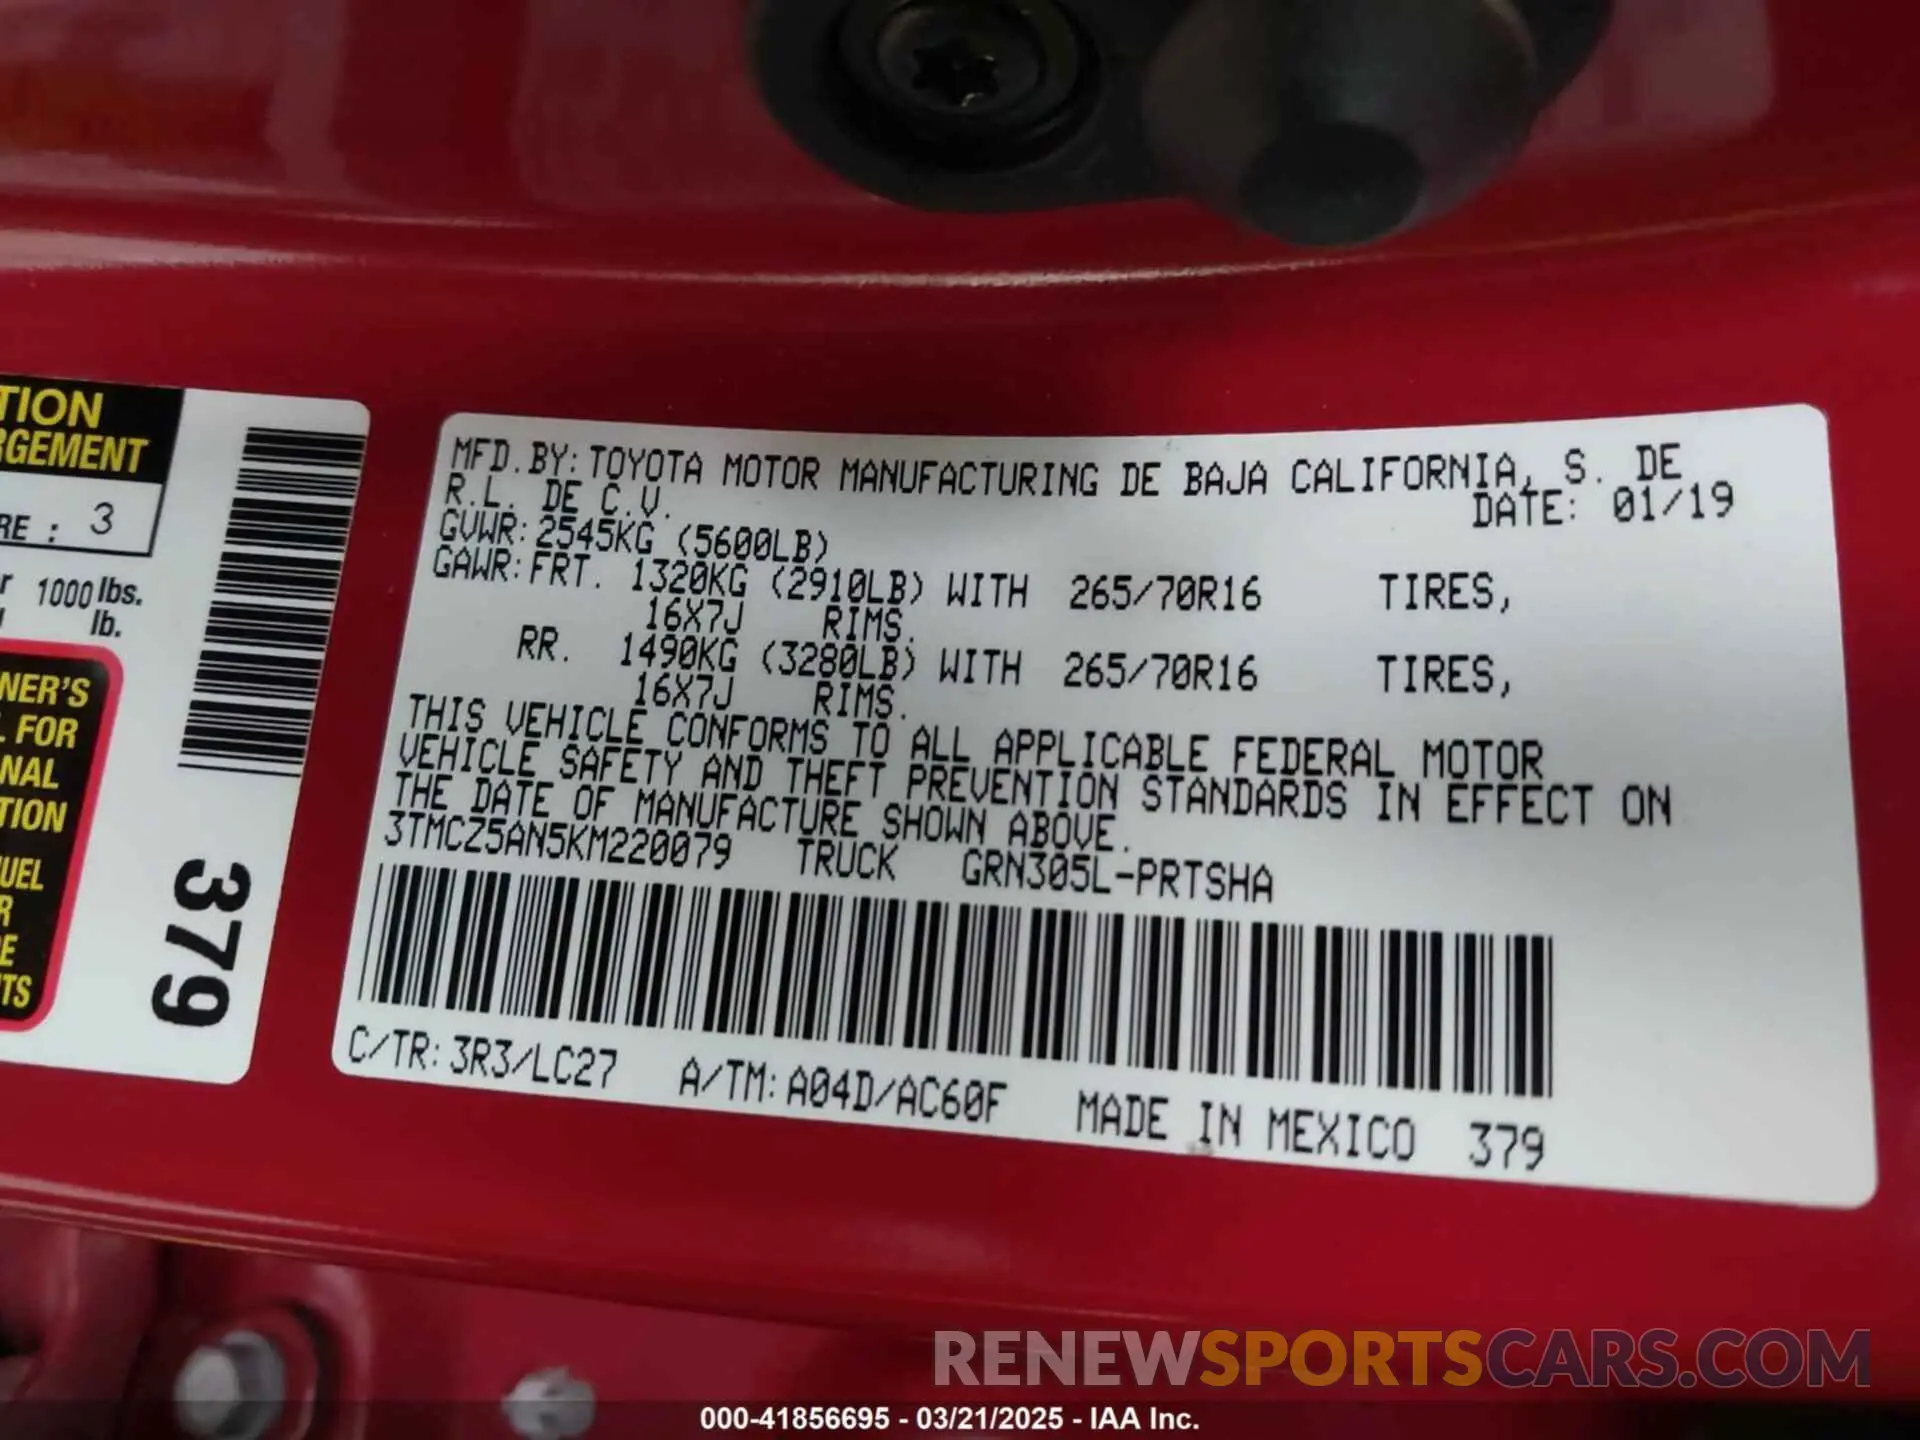 TION
RGEMENT
RE : 3
r 1000 lbs.
lb.
NER'S
L FOR
NAL
TION
UEL
R
E
TS
379
MFD.BY:TOYOTA MOTOR MANUFACTURING DE BAJA CALIFORNIA, S. DE
R.L. DE C.V. DATE: 01/19
GVWR:2545KG (5600LB)
GAWR:FRT. 1320KG (2910LB) WITH 265/70R16 TIRES,
16X7J RIMS.
RR. 1490KG (3280LB) WITH 265/70R16 TIRES,
16X7J RIMS.
THIS VEHICLE CONFORMS TO ALL APPLICABLE FEDERAL MOTOR
VEHICLE SAFETY AND THEFT PREVENTION STANDARDS IN EFFECT ON
THE DATE OF MANUFACTURE SHOWN ABOVE.
3TMCZ5AN5KM220079 TRUCK GRN305L-PRTSHA
C/TR:3R3/LC27 A/TM:A04D/AC60F MADE IN MEXICO 379
RENEWSPORTSCARS.COM
000-41856695 - 03/21/2025 - IAA Inc.